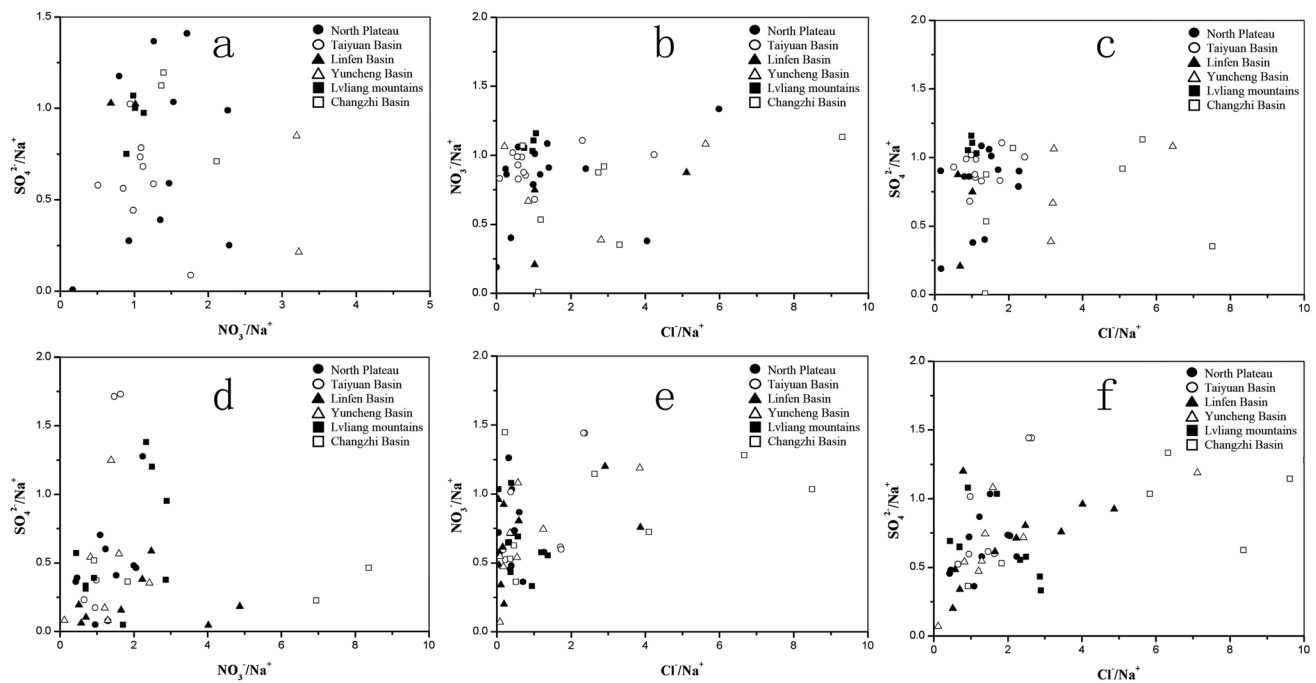 a
1.5
1.0
0.5
0.0
SO₄²⁻/Na⁺
0
1
2
3
4
5
NO₃⁻/Na⁺
North Plateau
Taiyuan Basin
Linfen Basin
Yuncheng Basin
Lvliang mountains
Changzhi Basin
b
2.0
1.5
1.0
0.5
0.0
NO₃⁻/Na⁺
0
2
4
6
8
10
Cl⁻/Na⁺
North Plateau
Taiyuan Basin
Linfen Basin
Yuncheng Basin
Lvliang mountains
Changzhi Basin
c
2.0
1.5
1.0
0.5
0.0
SO₄²⁻/Na⁺
0
2
4
6
8
10
Cl⁻/Na⁺
North Plateau
Taiyuan Basin
Linfen Basin
Yuncheng Basin
Lvliang mountains
Changzhi Basin
d
2.0
1.5
1.0
0.5
0.0
SO₄²⁻/Na⁺
0
2
4
6
8
10
NO₃⁻/Na⁺
North Plateau
Taiyuan Basin
Linfen Basin
Yuncheng Basin
Lvliang mountains
Changzhi Basin
e
2.0
1.5
1.0
0.5
0.0
NO₃⁻/Na⁺
0
2
4
6
8
10
Cl⁻/Na⁺
North Plateau
Taiyuan Basin
Linfen Basin
Yuncheng Basin
Lvliang mountains
Changzhi Basin
f
2.0
1.5
1.0
0.5
0.0
SO₄²⁻/Na⁺
0
2
4
6
8
10
Cl⁻/Na⁺
North Plateau
Taiyuan Basin
Linfen Basin
Yuncheng Basin
Lvliang mountains
Changzhi Basin